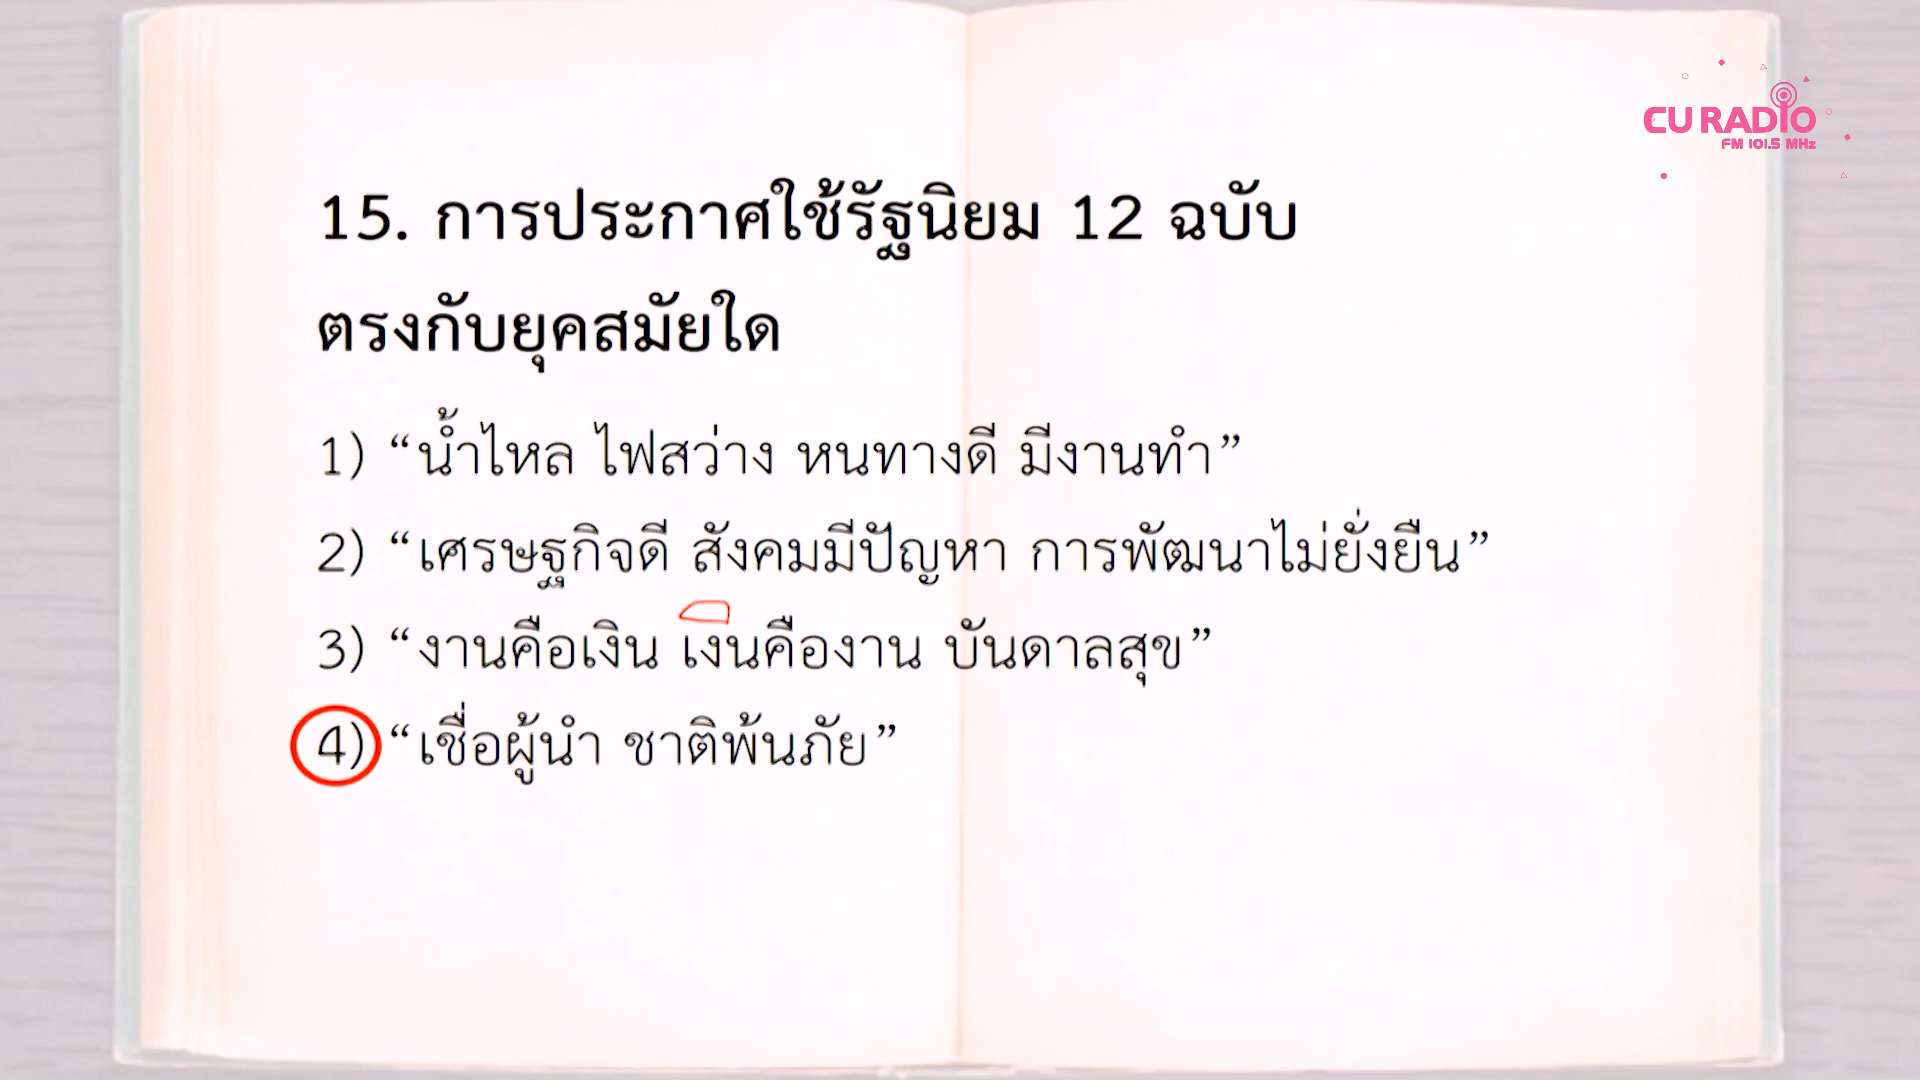 CU RADIO
FM 101.5 MHz
15. การประกาศใช้รัฐนิยม 12 ฉบับ
ตรงกับยุคสมัยใด
1) “น้ำไหล ไฟสว่าง หนทางดี มีงานทำ”
2) “เศรษฐกิจดี สังคมมีปัญหา การพัฒนาไม่ยั่งยืน”
3) “งานคือเงิน เงินคืองาน บันดาลสุข”
4) “เชื่อผู้นำ ชาติพ้นภัย”